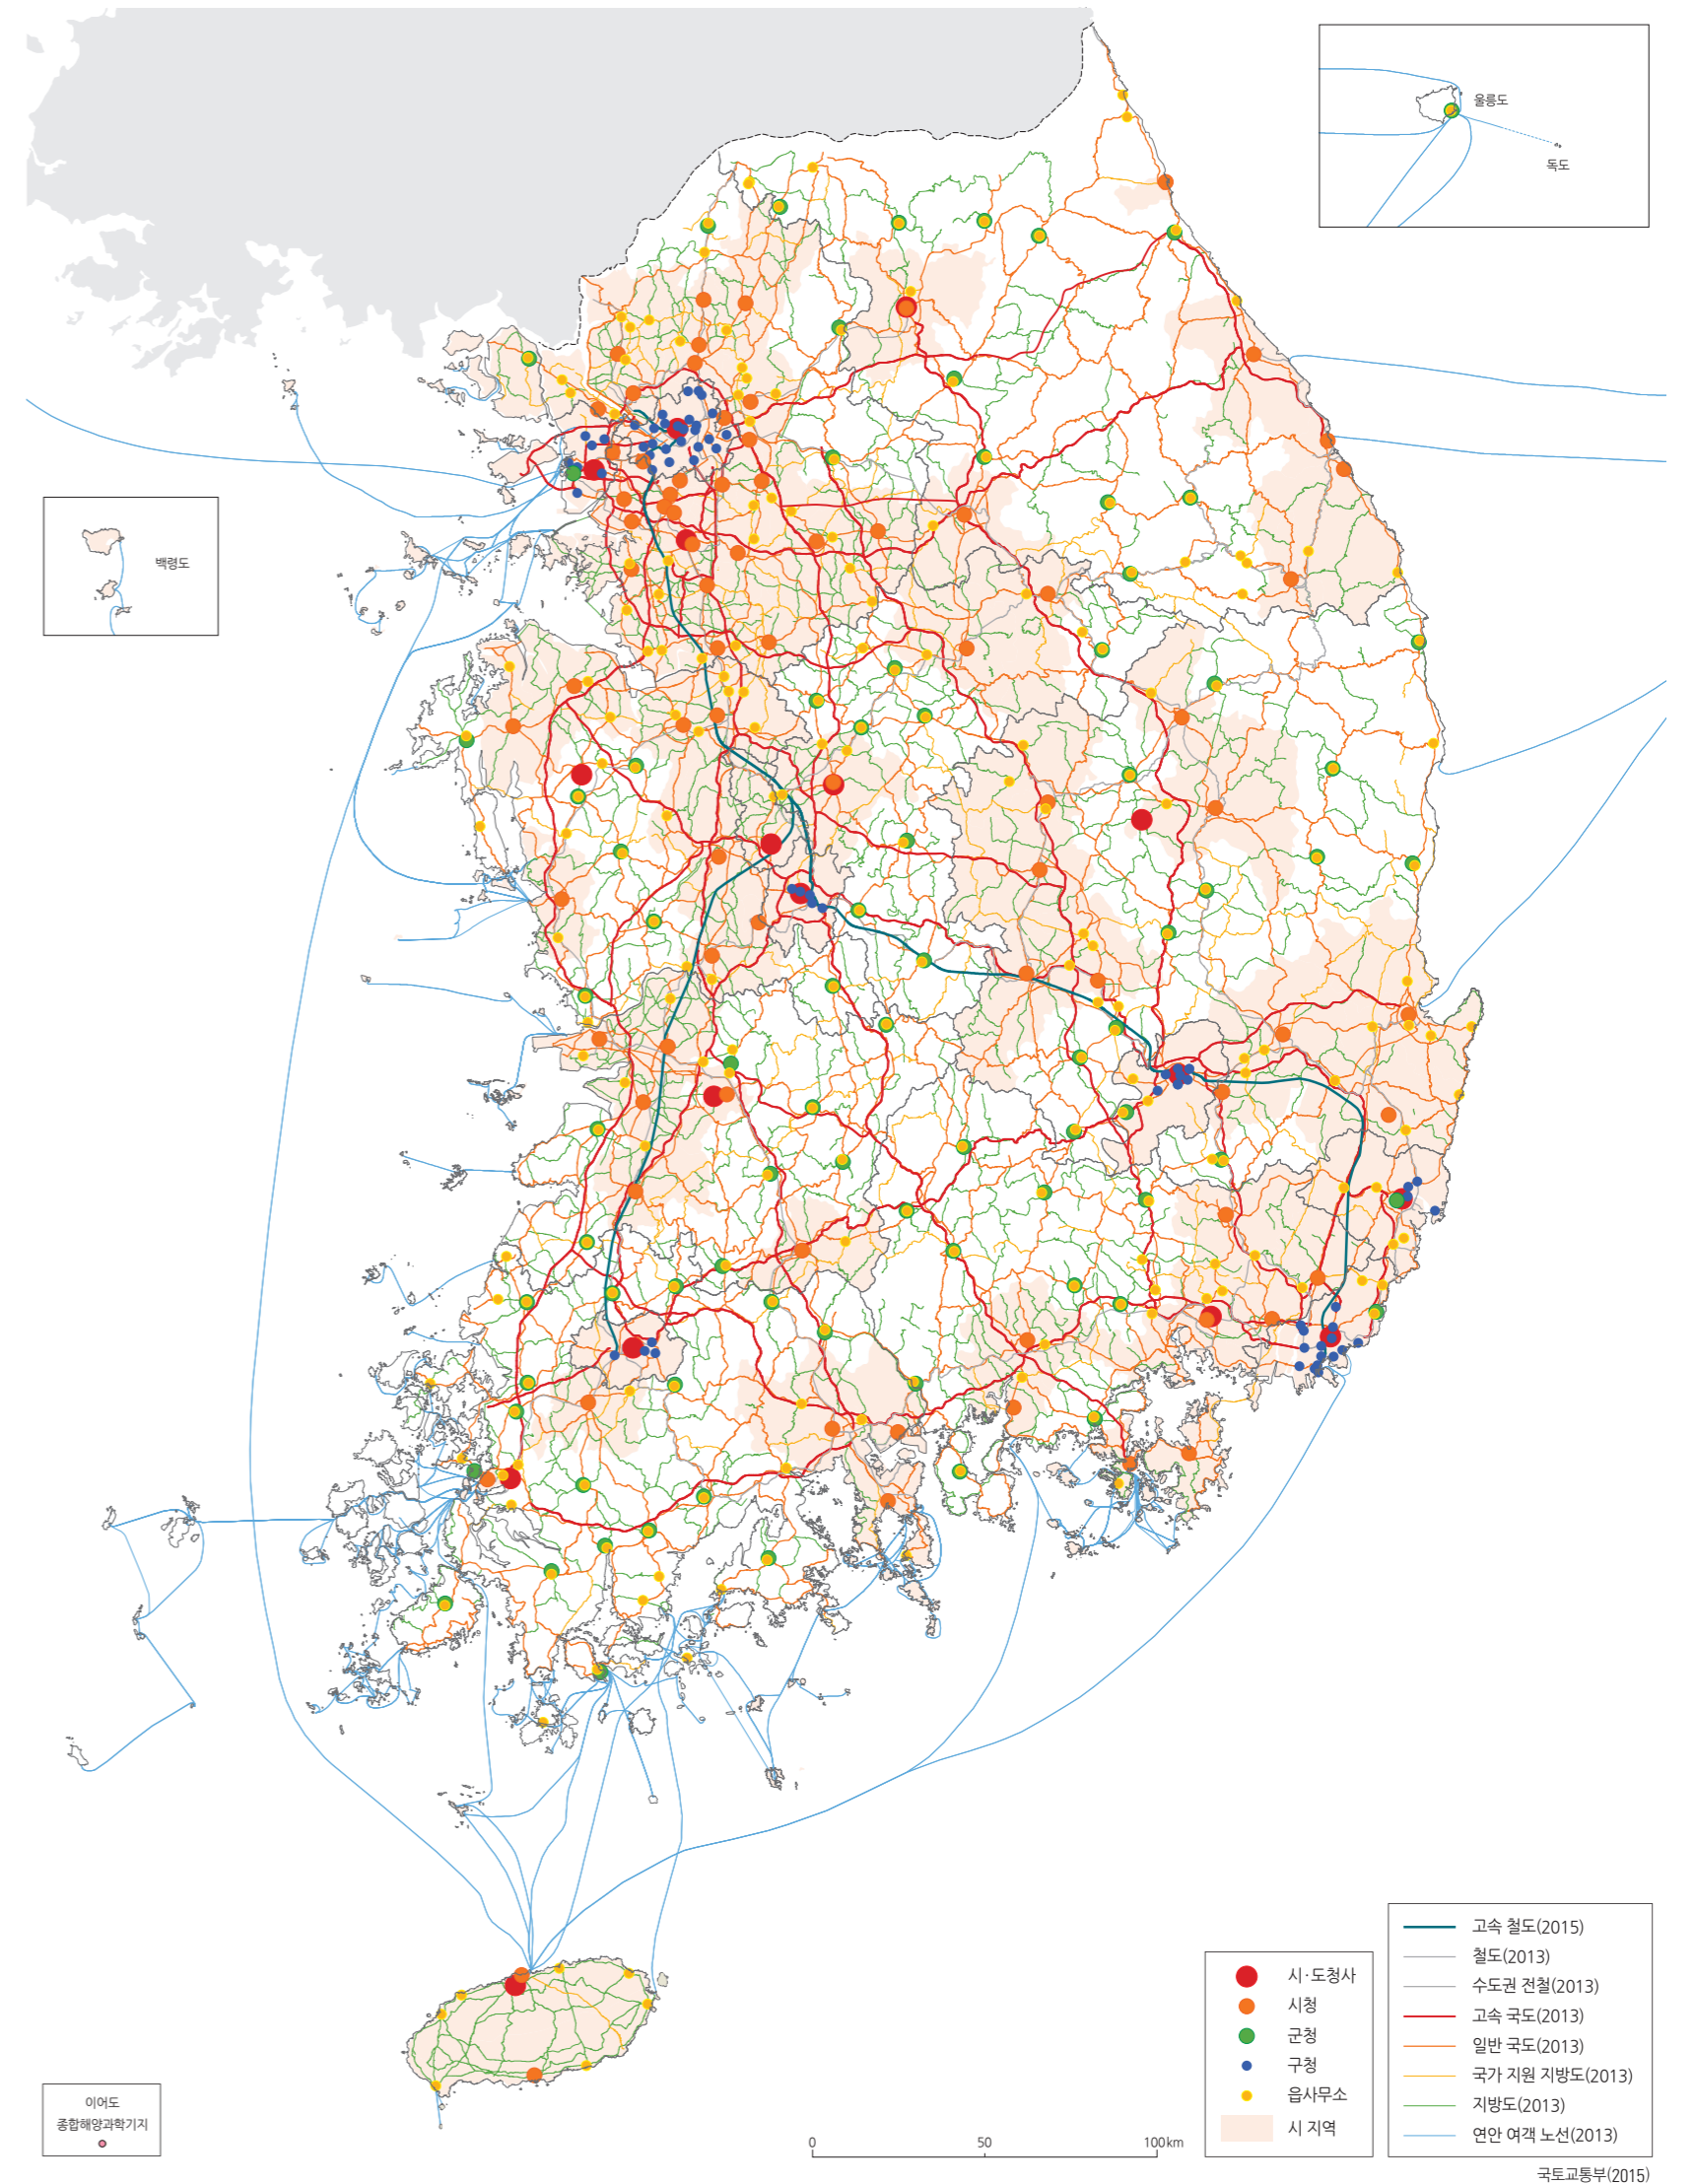 울릉도
독도
백령도
이어도
종합해양과학기지
0 50 100km
시·도청사
시청
군청
구청
읍사무소
시 지역
고속 철도(2015)
철도(2013)
수도권 전철(2013)
고속 국도(2013)
일반 국도(2013)
국가 지원 지방도(2013)
지방도(2013)
연안 여객 노선(2013)
국토교통부(2015)